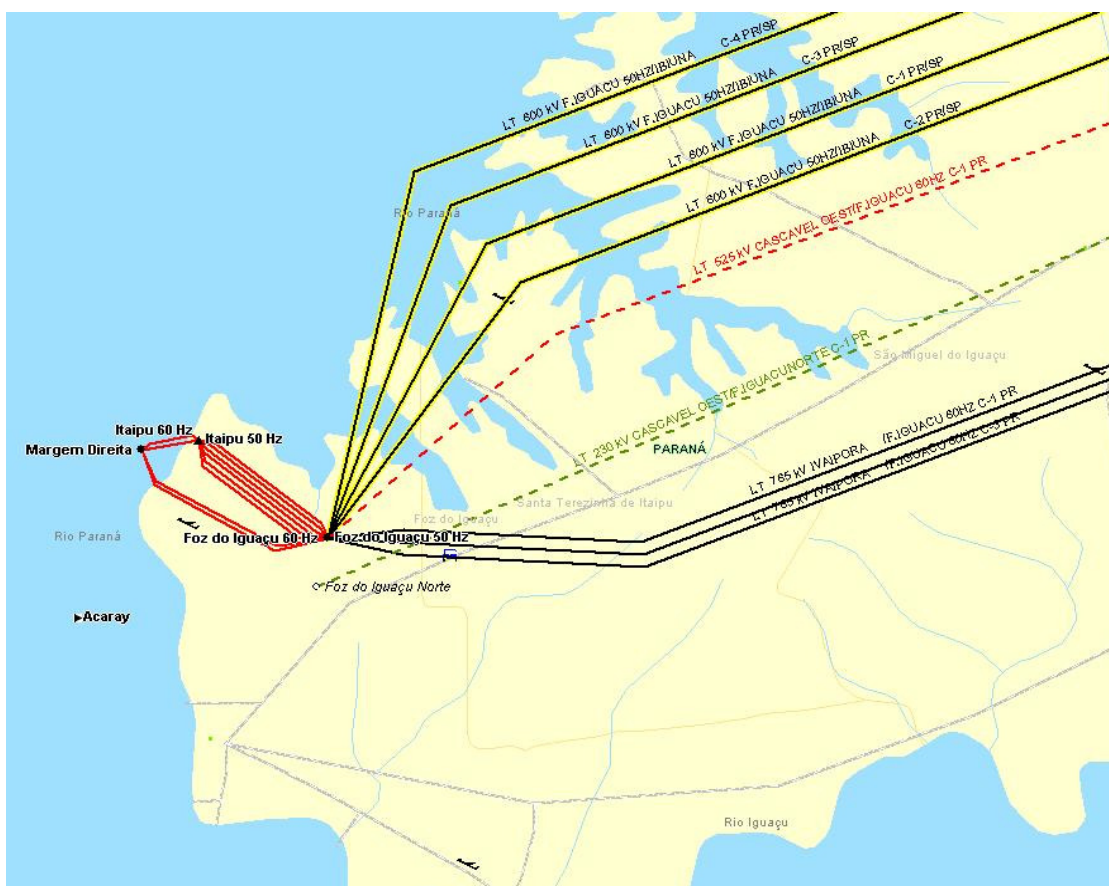 LT 600 kV F.IGUACU 50HZ/IBIUNA C-4 PR/SP
LT 600 kV F.IGUACU 50HZ/IBIUNA C-3 PR/SP
LT 600 kV F.IGUACU 50HZ/IBIUNA C-1 PR/SP
LT 600 kV F.IGUACU 50HZ/IBIUNA C-2 PR/SP
Rio Paraná
LT 525 kV CASCAVEL OEST/F.IGUACU 60HZ C-1 PR
São Miguel do Iguaçu
LT 230 kV CASCAVEL OEST/F.IGUACUNORTE C-1 PR
Itaipu 60 Hz
Itaipu 50 Hz
Margem Direita
PARANÁ
LT 765 kV IVAIPORA /F.IGUACU 60HZ C-1 PR
LT 765 kV IVAIPORA /F.IGUACU 60HZ C-3 PR
Santa Terezinha de Itaipu
Foz do Iguaçu
Rio Paraná
Foz do Iguaçu 60 Hz
Foz do Iguaçu 50 Hz
Foz do Iguaçu Norte
Acaray
Rio Iguaçu